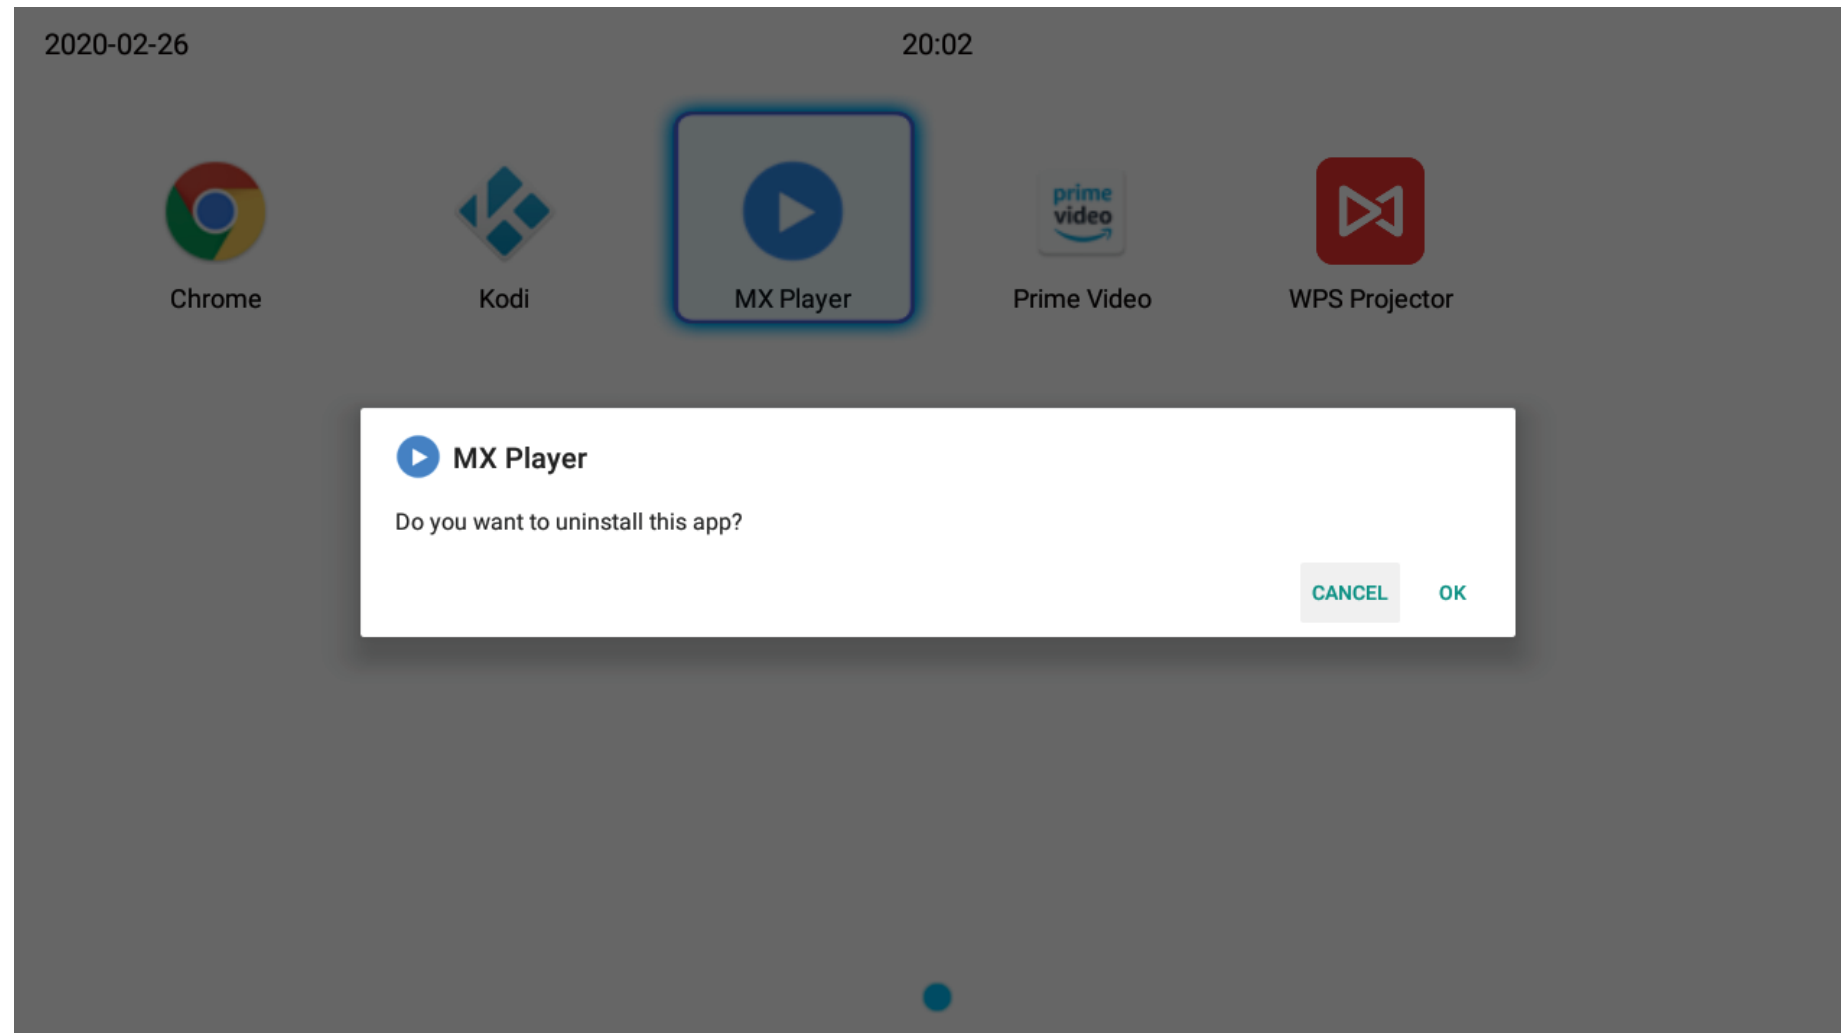 2020-02-26 20:02
prime
video
Chrome Kodi MX Player Prime Video WPS Projector
MX Player
Do you want to uninstall this app?
CANCEL OK